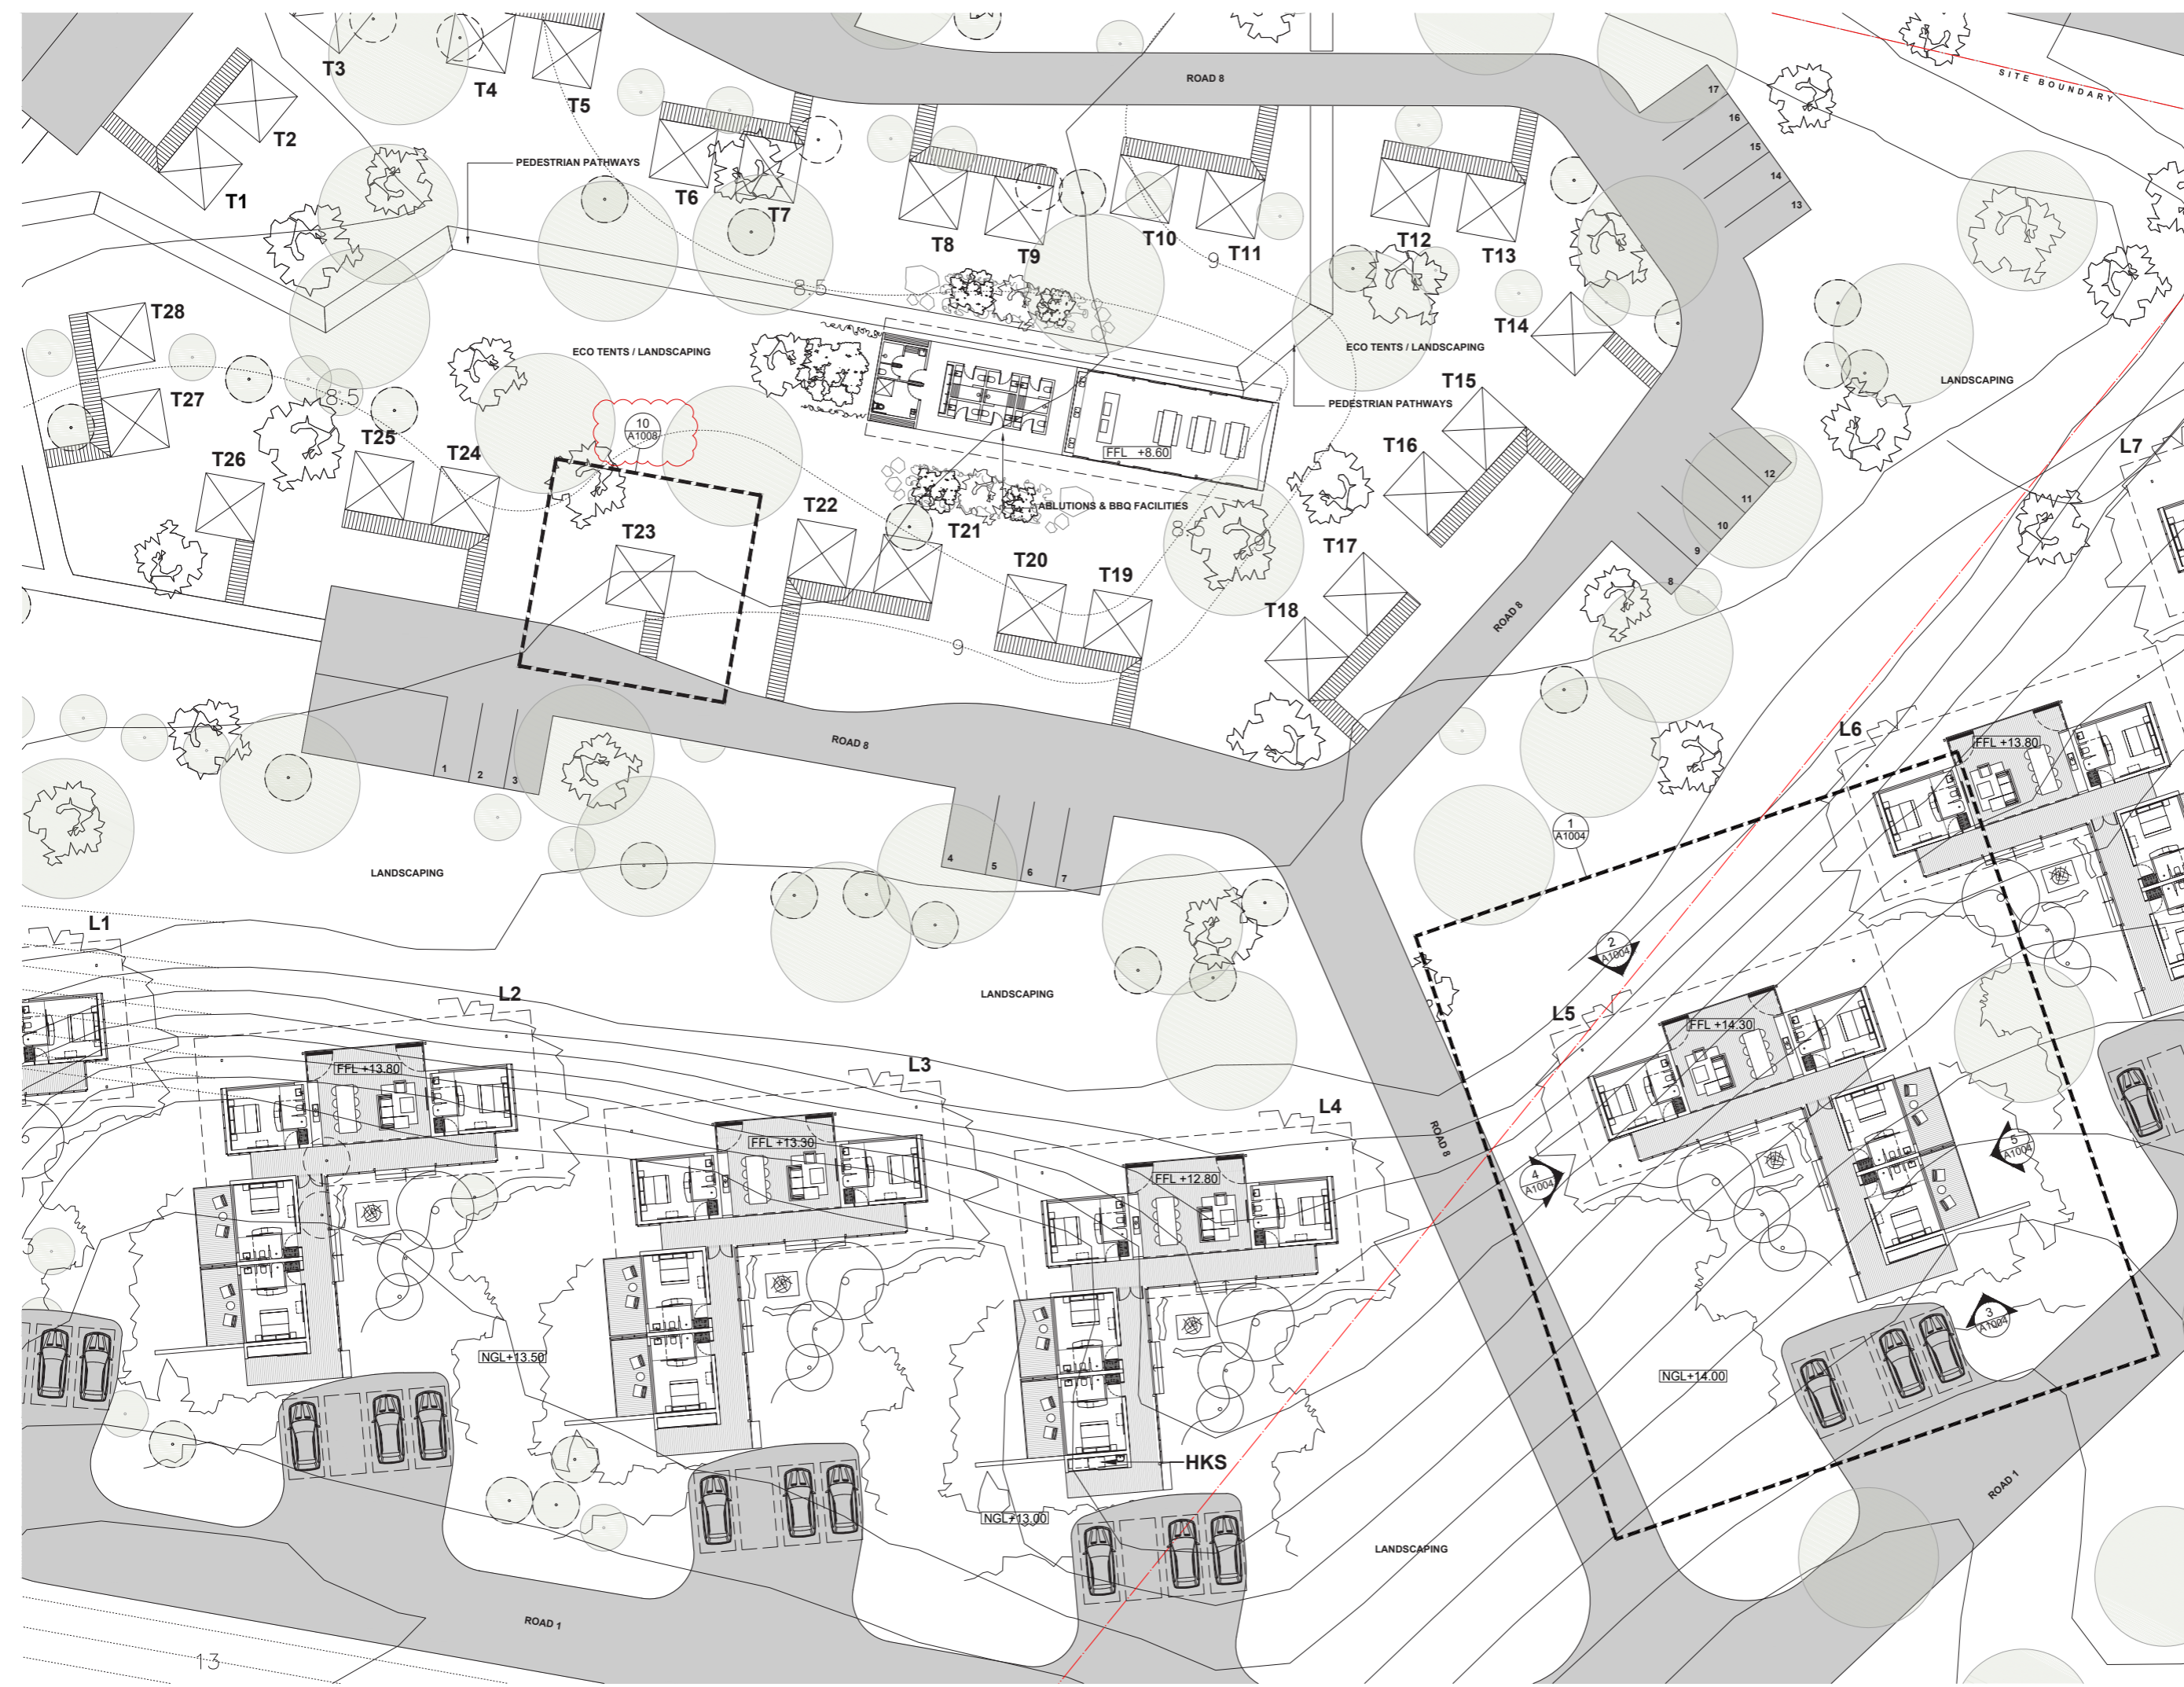 T3
T4
T5
T2
T1
ROAD 8
SITE BOUNDARY
17
16
15
14
13
PEDESTRIAN PATHWAYS
T6
T7
T8
T9
T10
T11
T12
T13
T14
9
8.5
T28
T27
ECO TENTS / LANDSCAPING
ECO TENTS / LANDSCAPING
LANDSCAPING
8.5
T15
PEDESTRIAN PATHWAYS
10
A1008
T25
T24
T26
FFL +8.60
T16
L7
12
11
10
9
8
T22
T21
ABLUTIONS & BBQ FACILITIES
8.5
T23
T20
T19
T17
T18
ROAD 8
9
L6
FFL +13.80
ROAD 8
1
2
3
1
A1004
4
5
6
7
LANDSCAPING
L1
2
A1004
L2
LANDSCAPING
L5
FFL +14.30
FFL +13.80
L3
L4
FFL +13.30
ROAD 8
FFL +12.80
4
A1004
5
A1004
3
A1004
NGL+13.50
NGL+14.00
HKS
NGL+13.00
ROAD 1
LANDSCAPING
ROAD 1
13